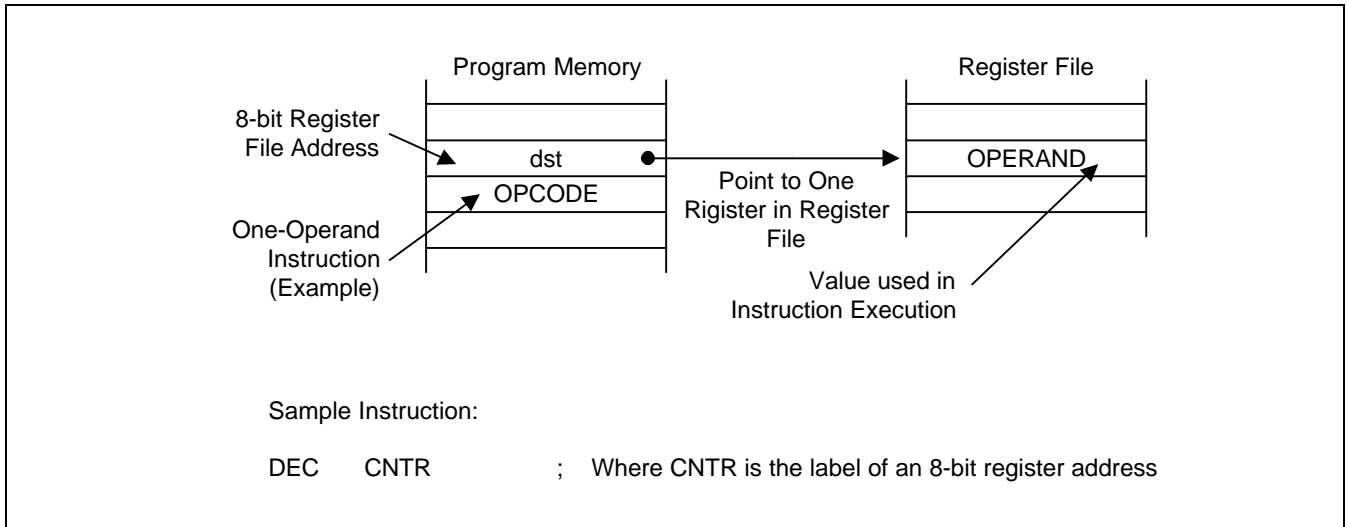 Program Memory
Register File
8-bit Register
File Address
dst
OPERAND
OPCODE
Point to One
Rigister in Register
File
One-Operand
Instruction
(Example)
Value used in
Instruction Execution
Sample Instruction:
DEC CNTR ; Where CNTR is the label of an 8-bit register address